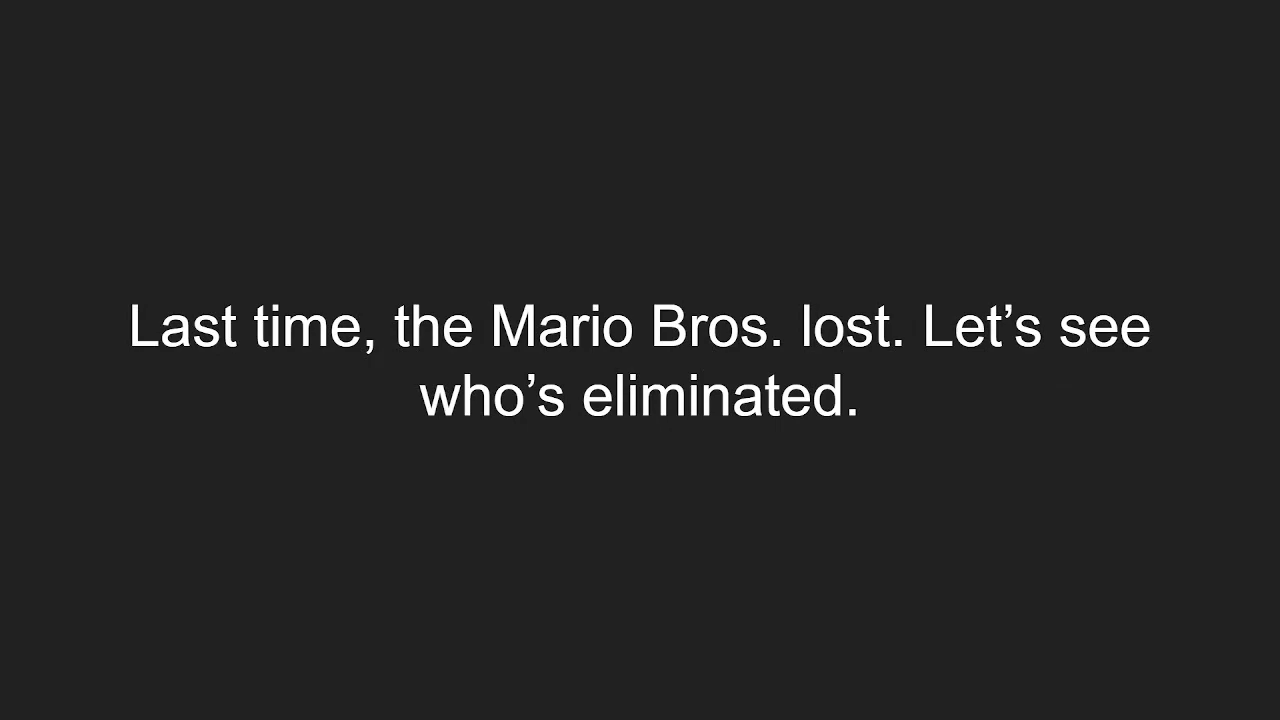 Last time, the Mario Bros. lost. Let’s see
who’s eliminated.